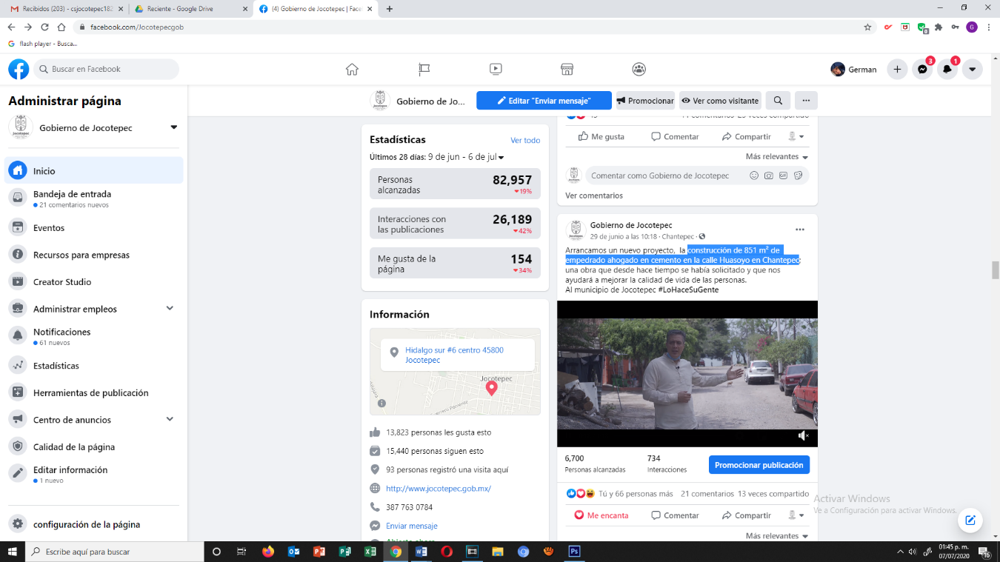 Recibidos (203) - csjocotepec182
Reciente - Google Drive
(4) Gobierno de Jocotepec | Face
facebook.com/Jocotepecgob
flash player - Busca...
Buscar en Facebook
German
3
1
Administrar página
Gobierno de Jocotepec
Inicio
Bandeja de entrada
21 comentarios nuevos
Eventos
Recursos para empresas
Creator Studio
Administrar empleos
Notificaciones
61 nuevos
Estadísticas
Herramientas de publicación
Centro de anuncios
Calidad de la página
Editar información
1 nuevo
configuración de la página
Gobierno de Jo...
Editar "Enviar mensaje"
Promocionar
Ver como visitante
Estadísticas
Ver todo
Últimos 28 días: 9 de jun - 6 de jul
Personas alcanzadas
82,957
19%
Interacciones con las publicaciones
26,189
42%
Me gusta de la página
154
34%
Información
Hidalgo sur #6 centro 45800
Jocotepec
Jocotepec
13,823 personas les gusta esto
15,440 personas siguen esto
93 personas registró una visita aquí
http://www.jocotepec.gob.mx/
387 763 0784
Enviar mensaje
Me gusta
Comentar
Compartir
Más relevantes
Comentar como Gobierno de Jocotepec
Ver comentarios
Gobierno de Jocotepec
29 de junio a las 10:18 · Chantepec ·
Arrancamos un nuevo proyecto, la construcción de 851 m² de
empedrado ahogado en cemento en la calle Huasoyo en Chantepec;
una obra que desde hace tiempo se había solicitado y que nos
ayudará a mejorar la calidad de vida de las personas.
Al municipio de Jocotepec #LoHaceSuGente
6,700
Personas alcanzadas
734
Interacciones
Promocionar publicación
Tú y 66 personas más
21 comentarios 13 veces compartido
Me encanta
Comentar
Compartir
Más relevantes
Activar Windows
Ve a Configuración para activar Windows.
Escribe aquí para buscar
01:45 p. m.
07/07/2020
16